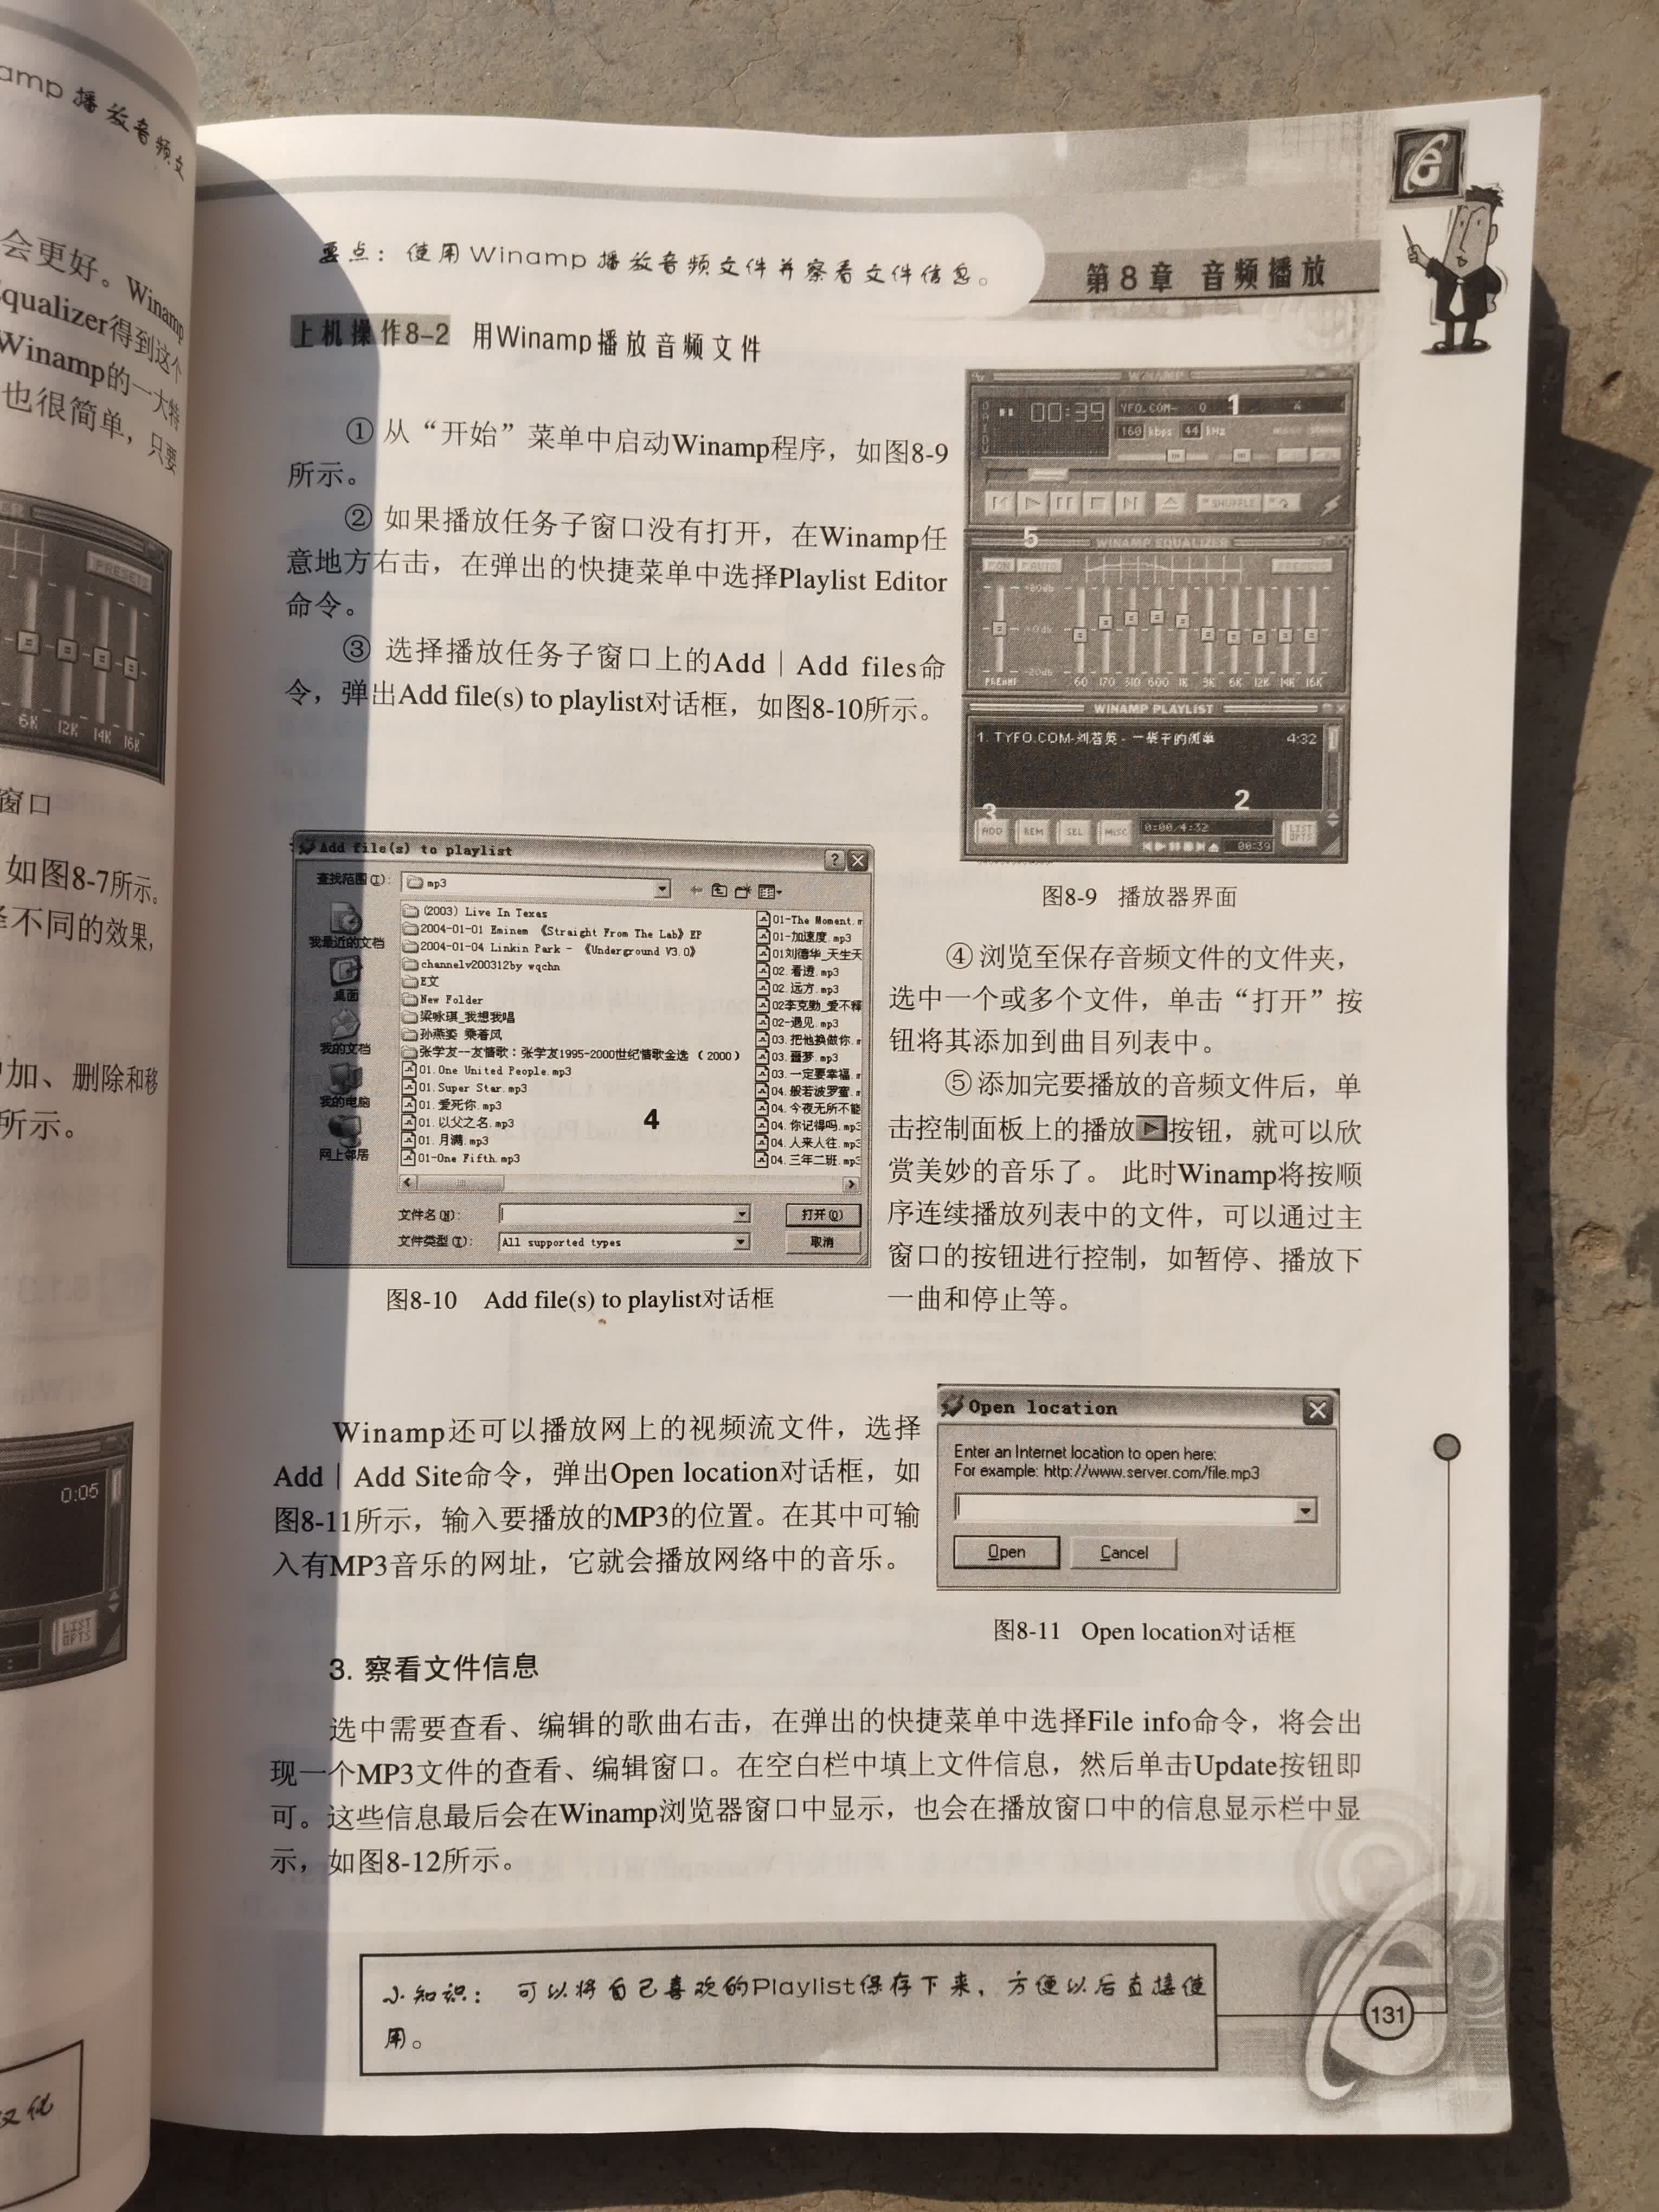 amp 播放音频文
会更好。Winamp
qualizer得到这个
Winamp的一大特
也很简单，只要
PRESETS
6K 12K 14K 16K
窗口
如图8-7所示。
不同的效果，
加、删除和移
所示。
0:05
LIST OPTS
要点：使用Winamp播放音频文件并察看文件信息。
第8章 音频播放
上机操作8-2 用Winamp播放音频文件
①从“开始”菜单中启动Winamp程序，如图8-9
所示。
②如果播放任务子窗口没有打开，在Winamp任
意地方右击，在弹出的快捷菜单中选择Playlist Editor
命令。
③ 选择播放任务子窗口上的Add | Add files命
令，弹出Add file(s) to playlist对话框，如图8-10所示。
WINAMP
1
00:39
YFO.COM-
160 kbps 44 kHz
SHUFFLE
5
WINAMP EQUALIZER
ON AUTO PRESETS
+20db
+0db
-20db
PREAMP 60 170 310 600 1K 3K 6K 12K 14K 16K
WINAMP PLAYLIST
1. TYFO.COM-刘若英 - 一辈子的孤单 4:32
3
2
ADD REM SEL MISC 0:00/4:32 LIST OPTS
00:39
图8-9 播放器界面
Add file(s) to playlist
查找范围(I): mp3
我最近的文档
桌面
我的文档
我的电脑
网上邻居
(2003) Live In Texas
2004-01-01 Eminem 《Straight From The Lab》EP
2004-01-04 Linkin Park - 《Underground V3.0》
channelv200312by wqchn
E文
New Folder
梁咏琪_我想我唱
孙燕姿 乘着风
张学友--友情歌：张学友1995-2000世纪情歌全选 （2000）
01.One United People.mp3
01.Super Star.mp3
01. 爱死你.mp3
01. 以父之名.mp3
01. 月满.mp3
01-One Fifth.mp3
01-The Moment.m
01-加速度.mp3
01刘德华_天生天
02. 看透.mp3
02. 远方.mp3
02李克勤_爱不释
02-遇见.mp3
03. 把他换做你.m
03. 噩梦.mp3
03. 一定要幸福.m
04. 般若波罗蜜.m
04. 今夜无所不能
04. 你记得吗.mp3
04. 人来人往.mp3
04. 三年二班.mp3
4
文件名(N): 打开(O)
文件类型(T): All supported types 取消
图8-10 Add file(s) to playlist对话框
④浏览至保存音频文件的文件夹，
选中一个或多个文件，单击“打开”按
钮将其添加到曲目列表中。
⑤添加完要播放的音频文件后，单
击控制面板上的播放按钮，就可以欣
赏美妙的音乐了。 此时Winamp将按顺
序连续播放列表中的文件，可以通过主
窗口的按钮进行控制，如暂停、播放下
一曲和停止等。
Winamp还可以播放网上的视频流文件，选择
Add | Add Site命令，弹出Open location对话框，如
图8-11所示，输入要播放的MP3的位置。在其中可输
入有MP3音乐的网址，它就会播放网络中的音乐。
Open location
Enter an Internet location to open here:
For example: http://www.server.com/file.mp3
Open Cancel
图8-11 Open location对话框
3. 察看文件信息
选中需要查看、编辑的歌曲右击，在弹出的快捷菜单中选择File info命令，将会出
现一个MP3文件的查看、编辑窗口。在空白栏中填上文件信息，然后单击Update按钮即
可。这些信息最后会在Winamp浏览器窗口中显示，也会在播放窗口中的信息显示栏中显
示，如图8-12所示。
小知识： 可以将自己喜欢的Playlist保存下来，方便以后直接使
用。
131
汉化